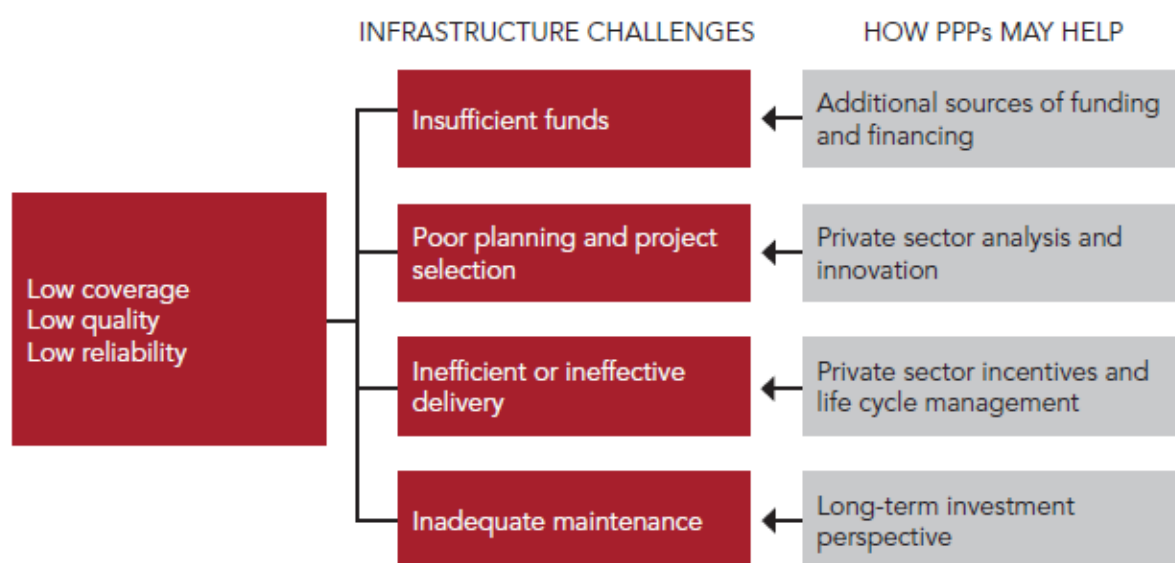 INFRASTRUCTURE CHALLENGES
HOW PPPs MAY HELP
Low coverage
Low quality
Low reliability
Insufficient funds
Additional sources of funding
and financing
Poor planning and project
selection
Private sector analysis and
innovation
Inefficient or ineffective
delivery
Private sector incentives and
life cycle management
Inadequate maintenance
Long-term investment
perspective